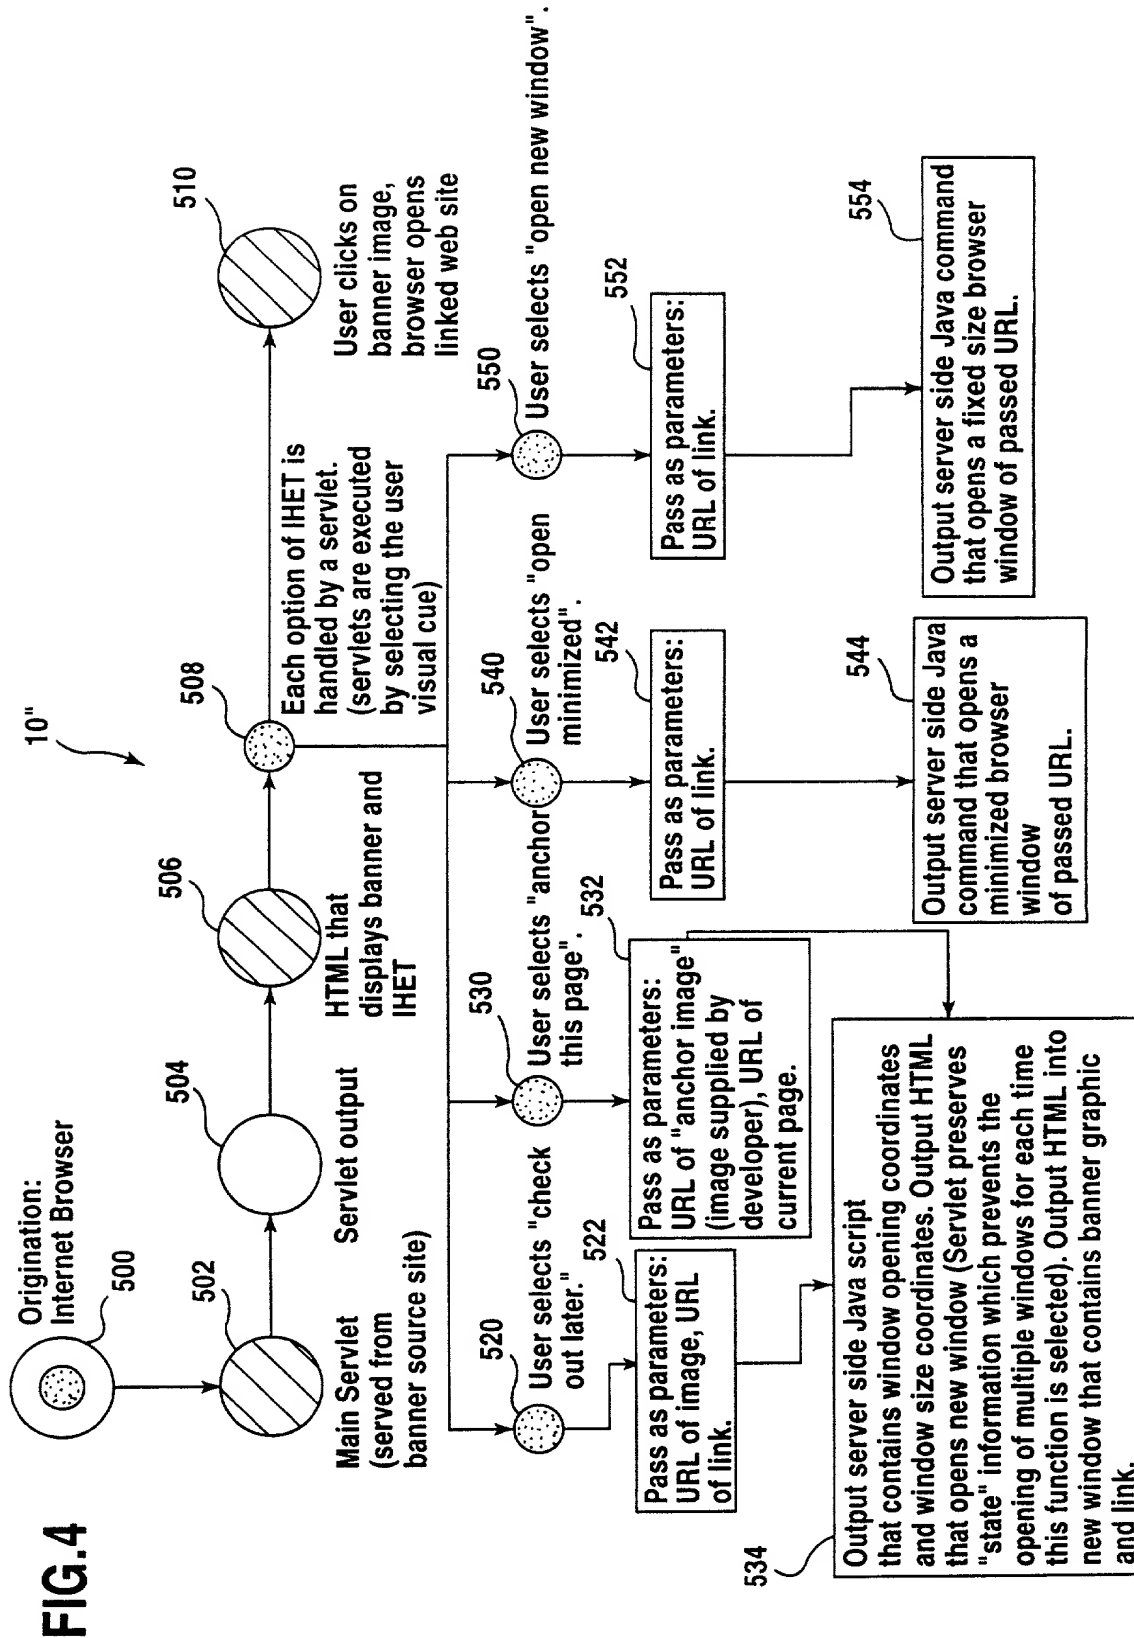 FIG.4
10"
Origination:
Internet Browser
500
502
Main Servlet
(served from
banner source site)
504
Servlet output
506
HTML that
displays banner and
IHET
508
Each option of IHET is
handled by a servlet.
(servlets are executed
by selecting the user
visual cue)
510
User clicks on
banner image,
browser opens
linked web site
520
User selects "check
out later."
522
Pass as parameters:
URL of image, URL
of link.
530
User selects "anchor
this page".
532
Pass as parameters:
URL of "anchor image"
(image supplied by
developer), URL of
current page.
534
Output server side Java script
that contains window opening coordinates
and window size coordinates. Output HTML
that opens new window (Servlet preserves
"state" information which prevents the
opening of multiple windows for each time
this function is selected). Output HTML into
new window that contains banner graphic
and link.
540
User selects "open
minimized".
542
Pass as parameters:
URL of link.
544
Output server side Java
command that opens a
minimized browser
window
of passed URL.
550
User selects "open new window".
552
Pass as parameters:
URL of link.
554
Output server side Java command
that opens a fixed size browser
window of passed URL.